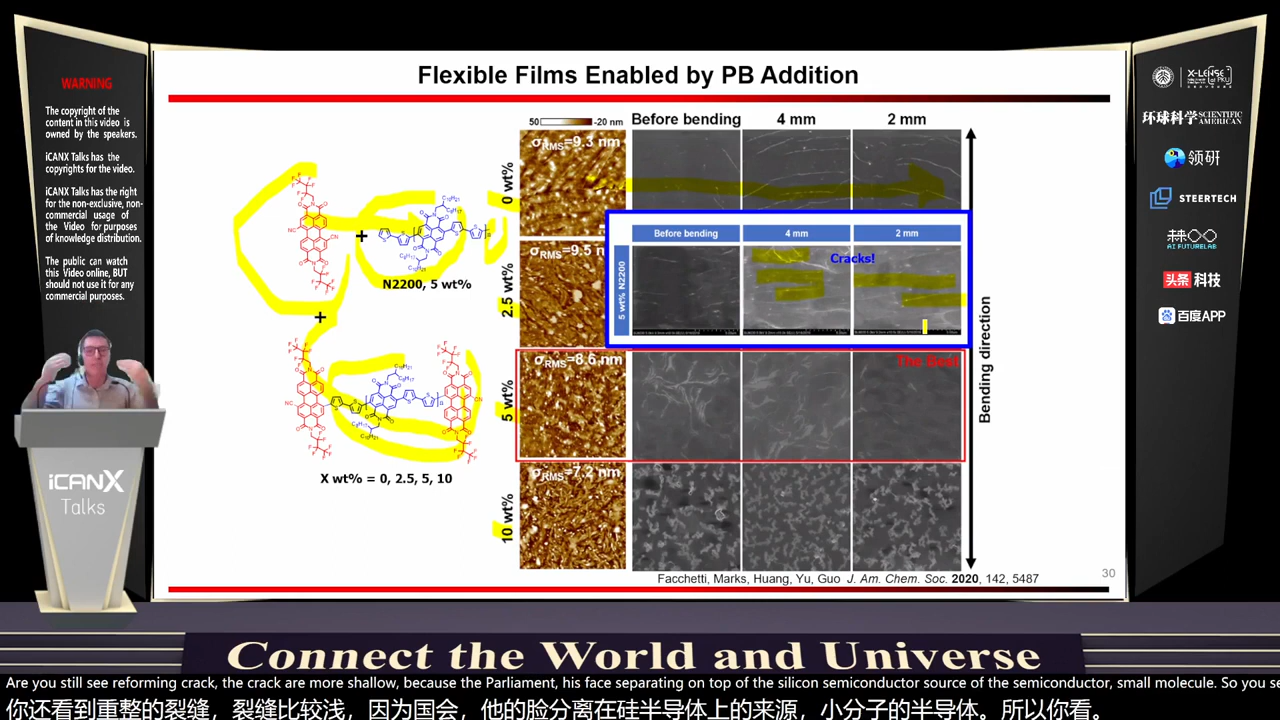 Flexible Films Enabled by PB Addition
WARNING
The copyright of the
content in this video is
owned by the speakers.
iCANX Talks has the
copyrights for the video.
iCANX Talks has the right
for the non-exclusive, non-
commercial usage of
the Video for purposes
of knowledge distribution.
The public can watch
this Video online, BUT
should not use it for any
commercial purposes.
iCANX
Talks
+
N2200, 5 wt%
+
X wt% = 0, 2.5, 5, 10
50 -20 nm
Before bending 4 mm 2 mm
0 wt%
σRMS=9.3 nm
2.5 wt%
σRMS=9.5 n
Before bending 4 mm 2 mm
5 wt% N2200
Cracks!
5 wt%
σRMS=8.6 nm
The Best
10 wt%
σRMS=7.2 nm
Bending direction
Facchetti, Marks, Huang, Yu, Guo J. Am. Chem. Soc. 2020, 142, 5487
30
X-LENSE
环球科学 SCIENTIFIC AMERICAN
领研
STEERTECH
AI FUTURELAB
头条 科技
百度APP
Connect the World and Universe
Are you still see reforming crack, the crack are more shallow, because the Parliament, his face separating on top of the silicon semiconductor source of the semiconductor, small molecule. So you se
你还看到重整的裂缝，裂缝比较浅，因为国会，他的脸分离在硅半导体上的来源，小分子的半导体。所以你看。